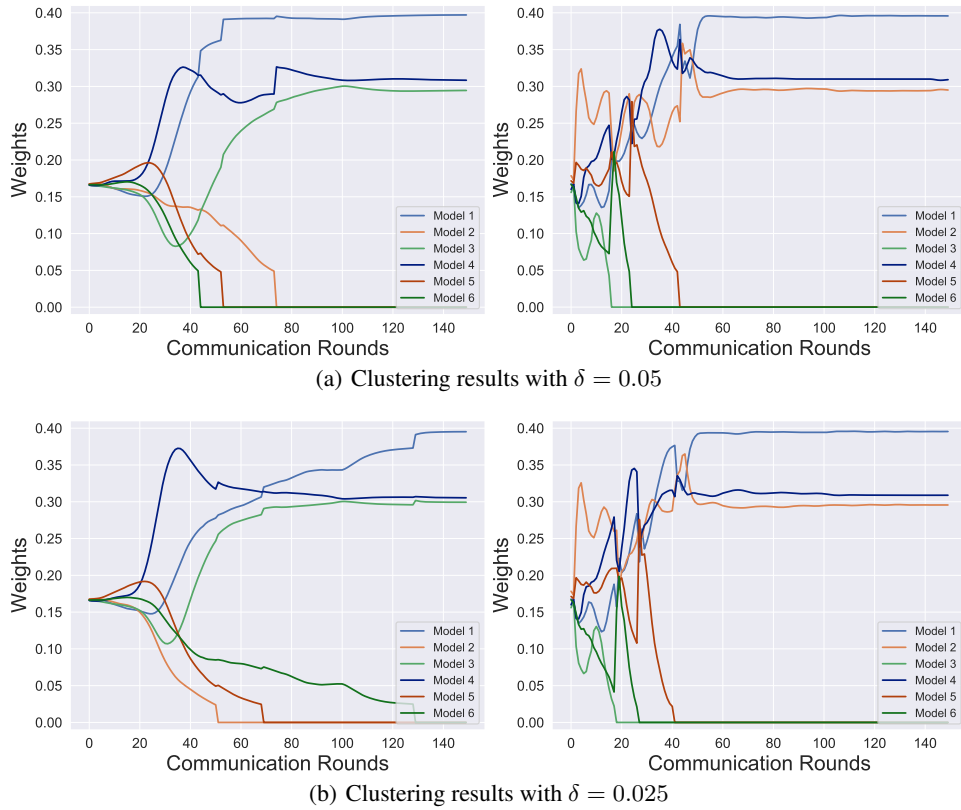 0.40
0.35
0.30
0.25
0.20
0.15
0.10
0.05
0.00
Weights
0 20 40 60 80 100 120 140
Communication Rounds
Model 1
Model 2
Model 3
Model 4
Model 5
Model 6
0.40
0.35
0.30
0.25
0.20
0.15
0.10
0.05
0.00
Weights
0 20 40 60 80 100 120 140
Communication Rounds
Model 1
Model 2
Model 3
Model 4
Model 5
Model 6
(a) Clustering results with δ = 0.05
0.40
0.35
0.30
0.25
0.20
0.15
0.10
0.05
0.00
Weights
0 20 40 60 80 100 120 140
Communication Rounds
Model 1
Model 2
Model 3
Model 4
Model 5
Model 6
0.40
0.35
0.30
0.25
0.20
0.15
0.10
0.05
0.00
Weights
0 20 40 60 80 100 120 140
Communication Rounds
Model 1
Model 2
Model 3
Model 4
Model 5
Model 6
(b) Clustering results with δ = 0.025